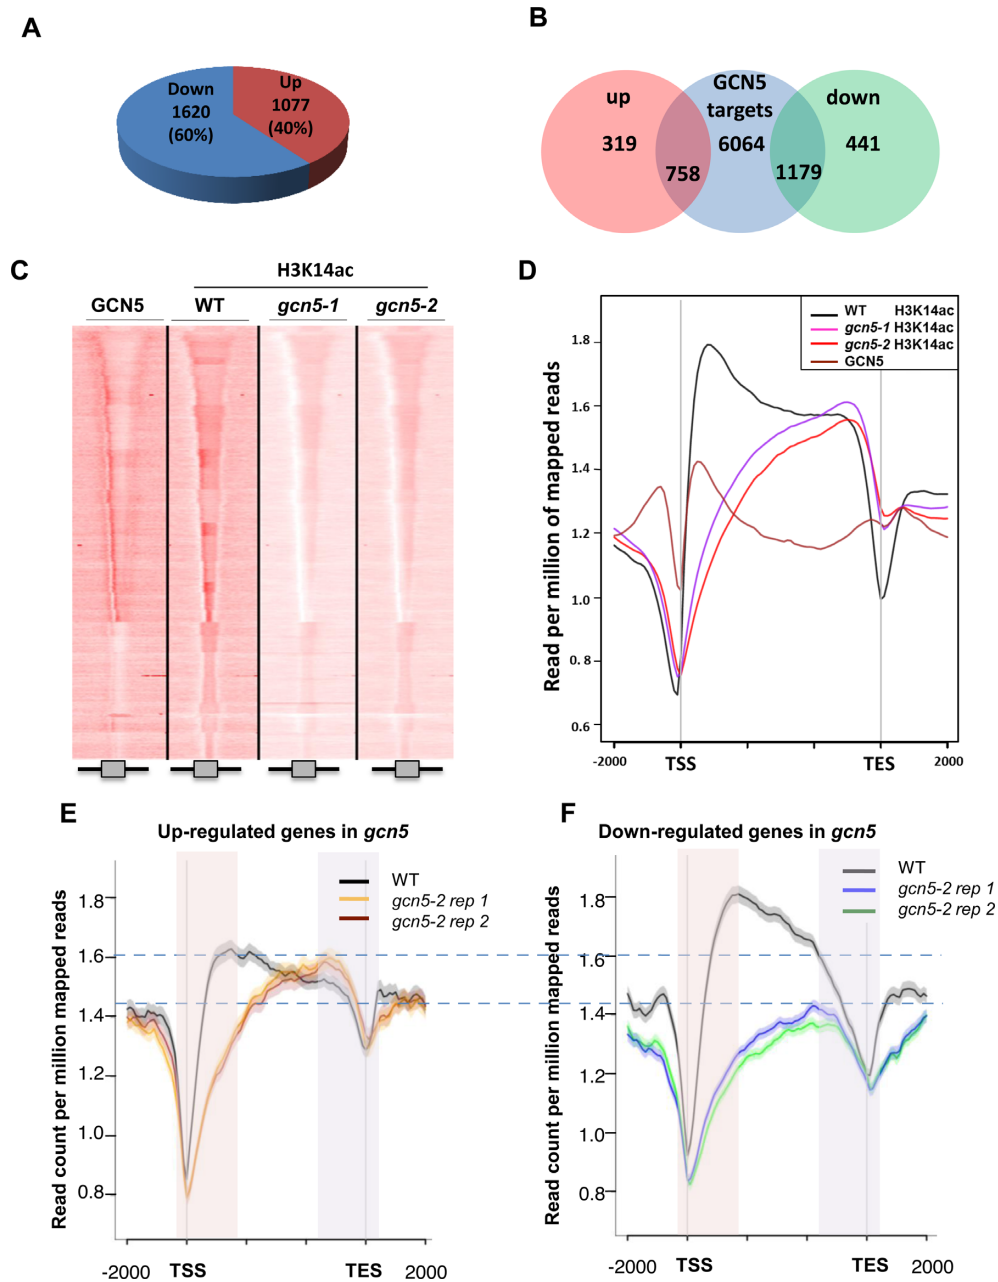 A
Down
1620
(60%)
Up
1077
(40%)
B
up
GCN5
targets
down
319
758
6064
1179
441
C
H3K14ac
GCN5
WT
gcn5-1
gcn5-2
D
Read per million of mapped reads
1.8
1.6
1.4
1.2
1.0
0.8
0.6
WT H3K14ac
gcn5-1 H3K14ac
gcn5-2 H3K14ac
GCN5
-2000
TSS
TES
2000
E
Up-regulated genes in gcn5
Read count per million mapped reads
1.8
1.6
1.4
1.2
1.0
0.8
WT
gcn5-2 rep 1
gcn5-2 rep 2
-2000
TSS
TES
2000
F
Down-regulated genes in gcn5
Read count per million mapped reads
1.8
1.6
1.4
1.2
1.0
0.8
WT
gcn5-2 rep 1
gcn5-2 rep 2
-2000
TSS
TES
2000